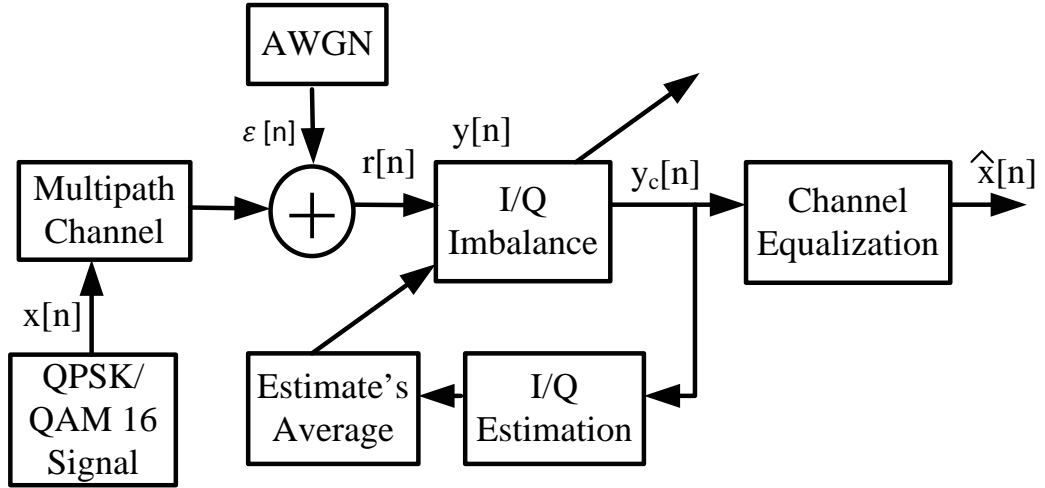 AWGN
ε [n]
r[n]
y[n]
Multipath
Channel
+
I/Q
Imbalance
y_c[n]
Channel
Equalization
x̂[n]
x[n]
QPSK/
QAM 16
Signal
Estimate's
Average
I/Q
Estimation